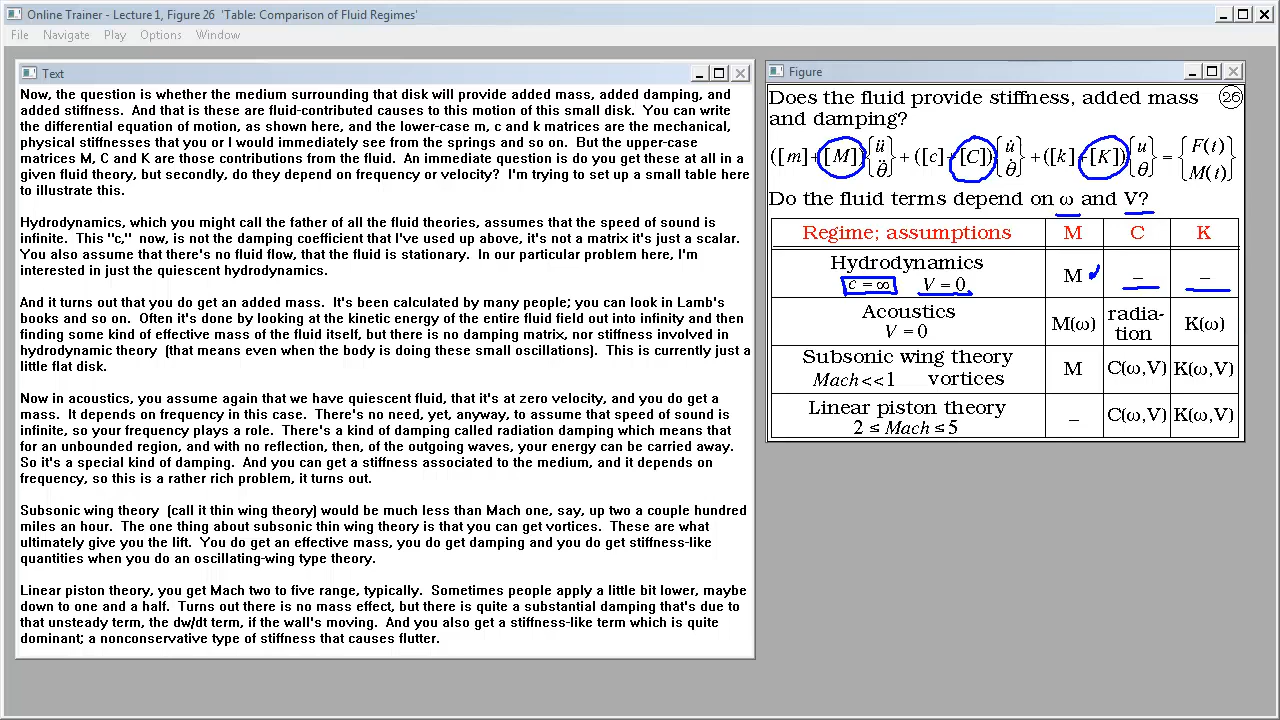 Online Trainer - Lecture 1, Figure 26 'Table: Comparison of Fluid Regimes'
File Navigate Play Options Window
Text
Now, the question is whether the medium surrounding that disk will provide added mass, added damping, and
added stiffness. And that is these are fluid-contributed causes to this motion of this small disk. You can write
the differential equation of motion, as shown here, and the lower-case m, c and k matrices are the mechanical,
physical stiffnesses that you or I would immediately see from the springs and so on. But the upper-case
matrices M, C and K are those contributions from the fluid. An immediate question is do you get these at all in a
given fluid theory, but secondly, do they depend on frequency or velocity? I'm trying to set up a small table here
to illustrate this.
Hydrodynamics, which you might call the father of all the fluid theories, assumes that the speed of sound is
infinite. This "c," now, is not the damping coefficient that I've used up above, it's not a matrix it's just a scalar.
You also assume that there's no fluid flow, that the fluid is stationary. In our particular problem here, I'm
interested in just the quiescent hydrodynamics.
And it turns out that you do get an added mass. It's been calculated by many people; you can look in Lamb's
books and so on. Often it's done by looking at the kinetic energy of the entire fluid field out into infinity and then
finding some kind of effective mass of the fluid itself, but there is no damping matrix, nor stiffness involved in
hydrodynamic theory (that means even when the body is doing these small oscillations). This is currently just a
little flat disk.
Now in acoustics, you assume again that we have quiescent fluid, that it's at zero velocity, and you do get a
mass. It depends on frequency in this case. There's no need, yet, anyway, to assume that speed of sound is
infinite, so your frequency plays a role. There's a kind of damping called radiation damping which means that
for an unbounded region, and with no reflection, then, of the outgoing waves, your energy can be carried away.
So it's a special kind of damping. And you can get a stiffness associated to the medium, and it depends on
frequency, so this is a rather rich problem, it turns out.
Subsonic wing theory (call it thin wing theory) would be much less than Mach one, say, up two a couple hundred
miles an hour. The one thing about subsonic thin wing theory is that you can get vortices. These are what
ultimately give you the lift. You do get an effective mass, you do get damping and you do get stiffness-like
quantities when you do an oscillating-wing type theory.
Linear piston theory, you get Mach two to five range, typically. Sometimes people apply a little bit lower, maybe
down to one and a half. Turns out there is no mass effect, but there is quite a substantial damping that's due to
that unsteady term, the dw/dt term, if the wall's moving. And you also get a stiffness-like term which is quite
dominant; a nonconservative type of stiffness that causes flutter.
Figure
Does the fluid provide stiffness, added mass 26
and damping?
([m]+[M]){ü θ̈}+([c]+[C]){u̇ θ̇}+([k]+[K]){u θ}={F(t) M(t)}
Do the fluid terms depend on ω and V?
Regime; assumptions M C K
Hydrodynamics
c = ∞ V = 0 M – –
Acoustics
V = 0 M(ω) radia-tion K(ω)
Subsonic wing theory
Mach<<1 vortices M C(ω,V) K(ω,V)
Linear piston theory
2 ≤ Mach ≤ 5 – C(ω,V) K(ω,V)